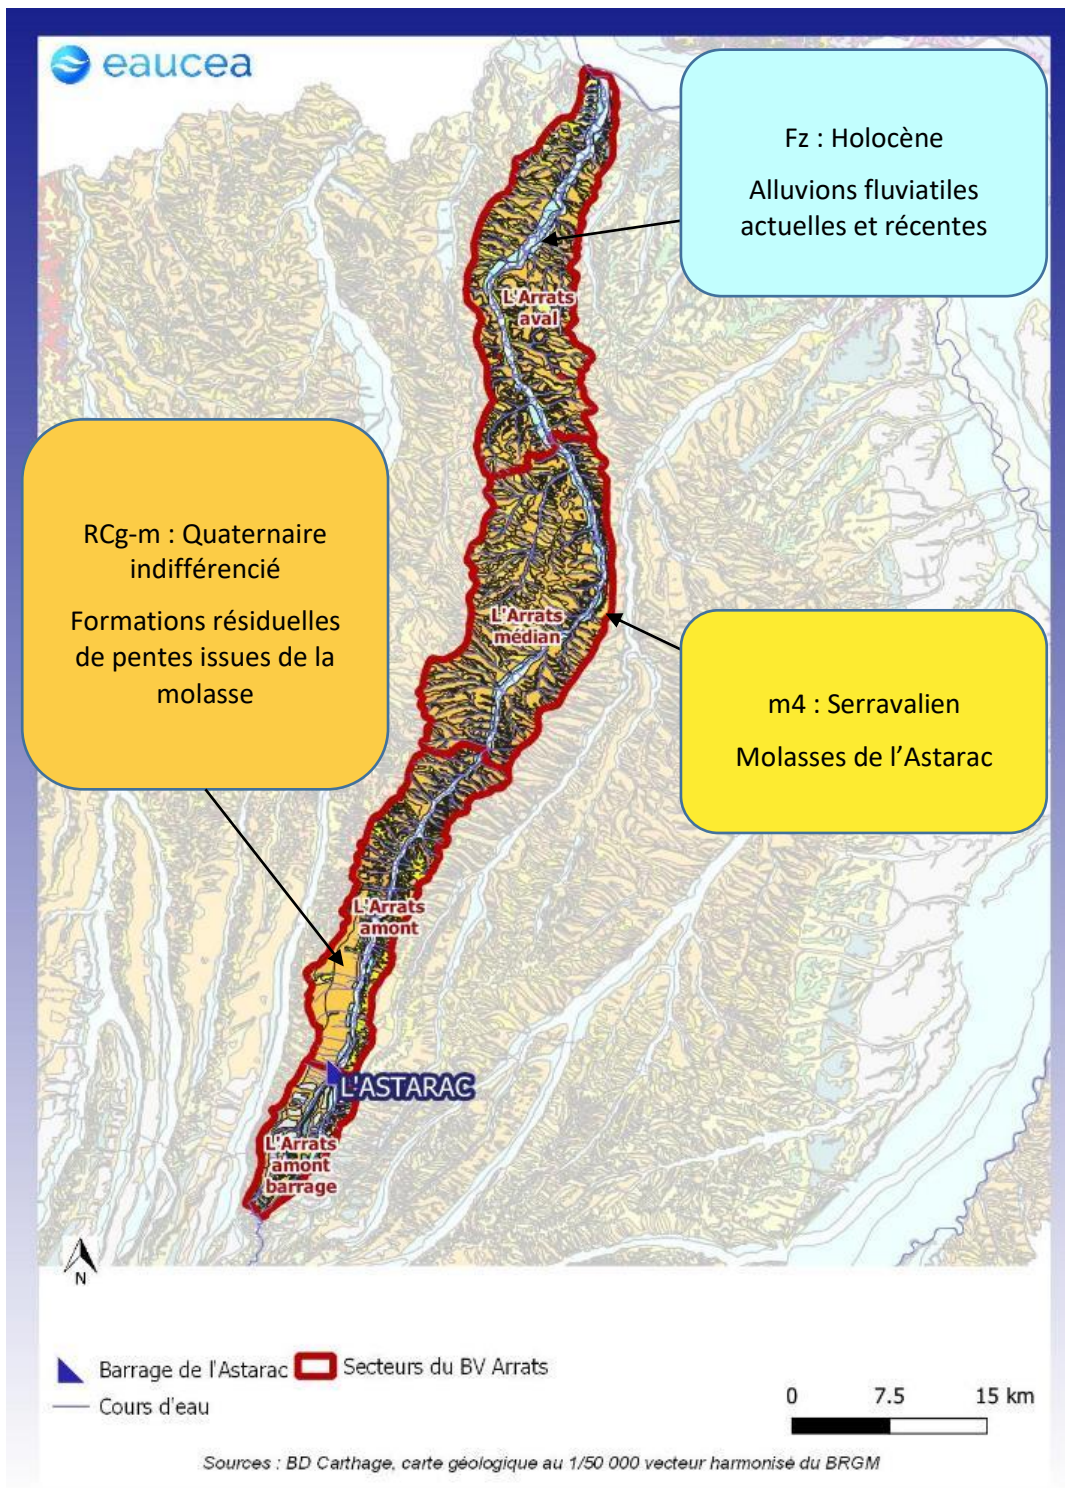 eaucea
Fz : Holocène
Alluvions fluviatiles
actuelles et récentes
L'Arrats
aval
RCg-m : Quaternaire
indifférencié
Formations résiduelles
de pentes issues de la
molasse
L'Arrats
médian
m4 : Serravalien
Molasses de l’Astarac
L'Arrats
amont
L'ASTARAC
L'Arrats
amont
barrage
N
Barrage de l'Astarac
Secteurs du BV Arrats
Cours d'eau
0 7.5 15 km
Sources : BD Carthage, carte géologique au 1/50 000 vecteur harmonisé du BRGM